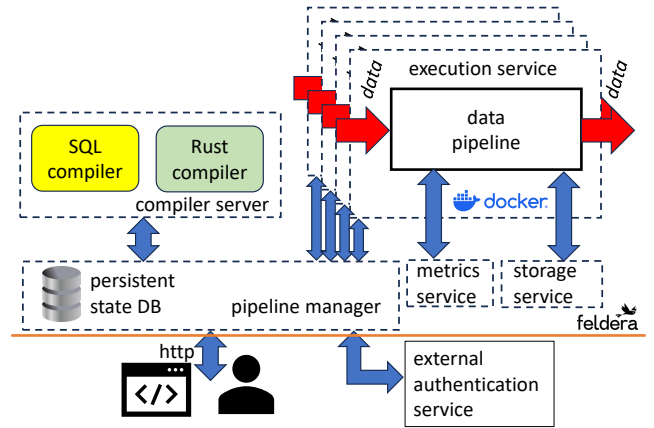 data
execution service
data
data
pipeline
SQL
compiler
Rust
compiler
compiler server
docker
persistent
state DB
pipeline manager
metrics
service
storage
service
feldera
http
</>
external
authentication
service